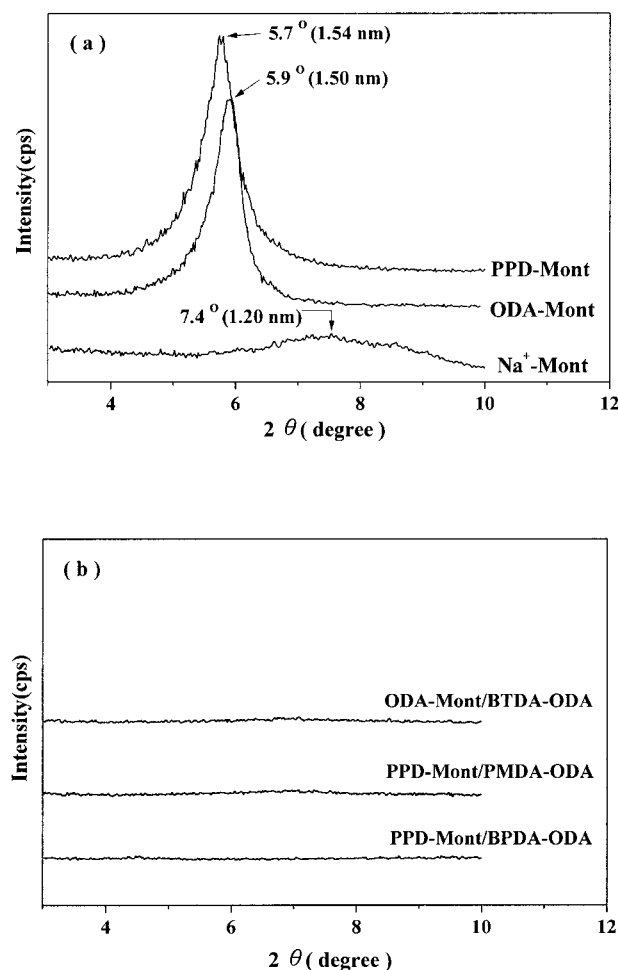 ( a )
5.7 ° (1.54 nm)
5.9 ° (1.50 nm)
Intensity(cps)
PPD-Mont
ODA-Mont
7.4 ° (1.20 nm)
Na⁺-Mont
4 6 8 10 12
2 θ ( degree )
( b )
Intensity(cps)
ODA-Mont/BTDA-ODA
PPD-Mont/PMDA-ODA
PPD-Mont/BPDA-ODA
4 6 8 10 12
2 θ ( degree )